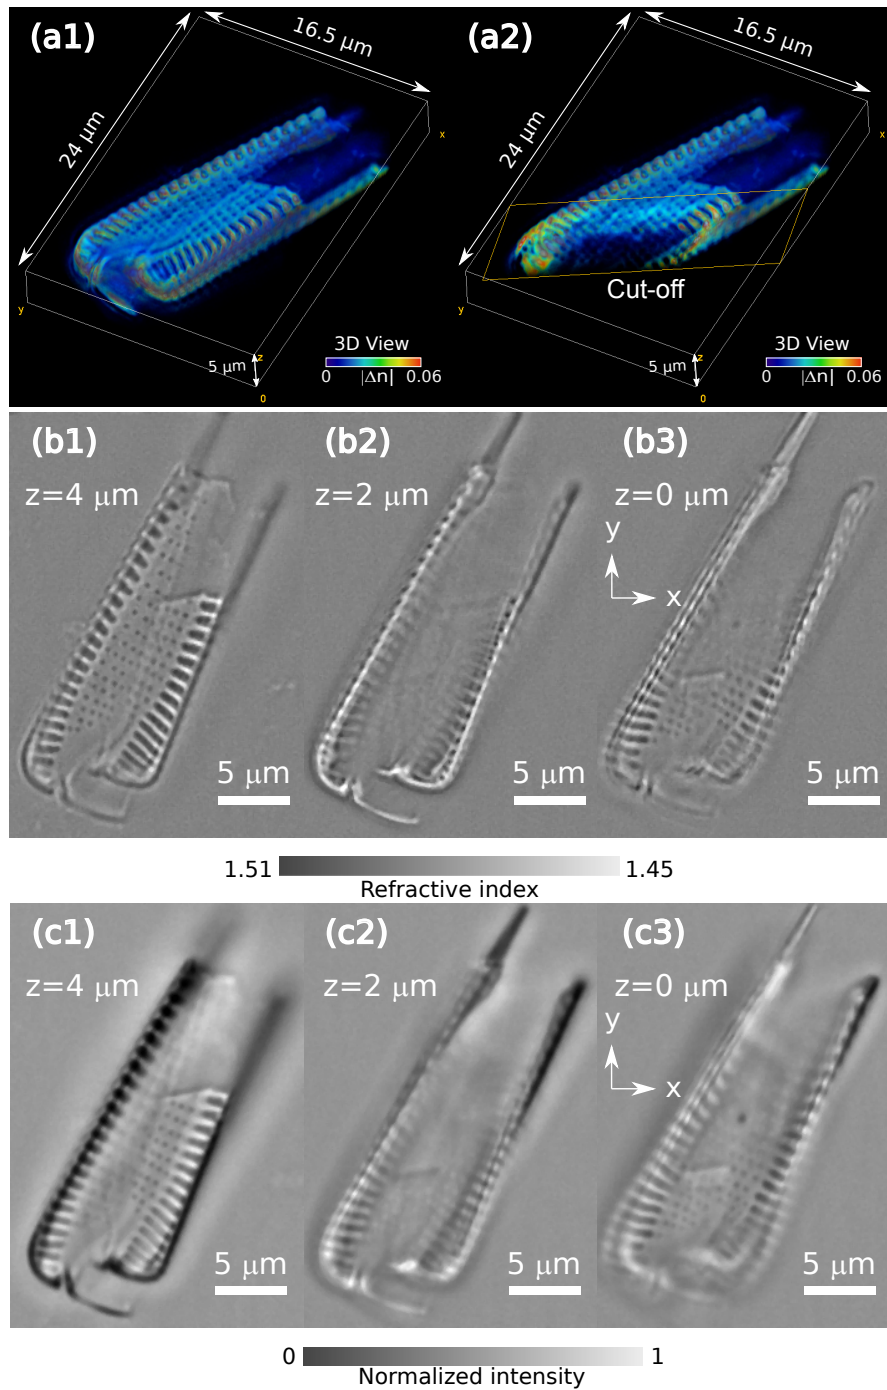 (a1)
16.5 μm
24 μm
x
y
5 μm
z
0
3D View
0 |Δn| 0.06
(a2)
16.5 μm
24 μm
x
y
Cut-off
5 μm
z
0
3D View
0 |Δn| 0.06
(b1)
z=4 μm
5 μm
(b2)
z=2 μm
5 μm
(b3)
z=0 μm
y
x
5 μm
1.51 1.45
Refractive index
(c1)
z=4 μm
5 μm
(c2)
z=2 μm
5 μm
(c3)
z=0 μm
y
x
5 μm
0 1
Normalized intensity